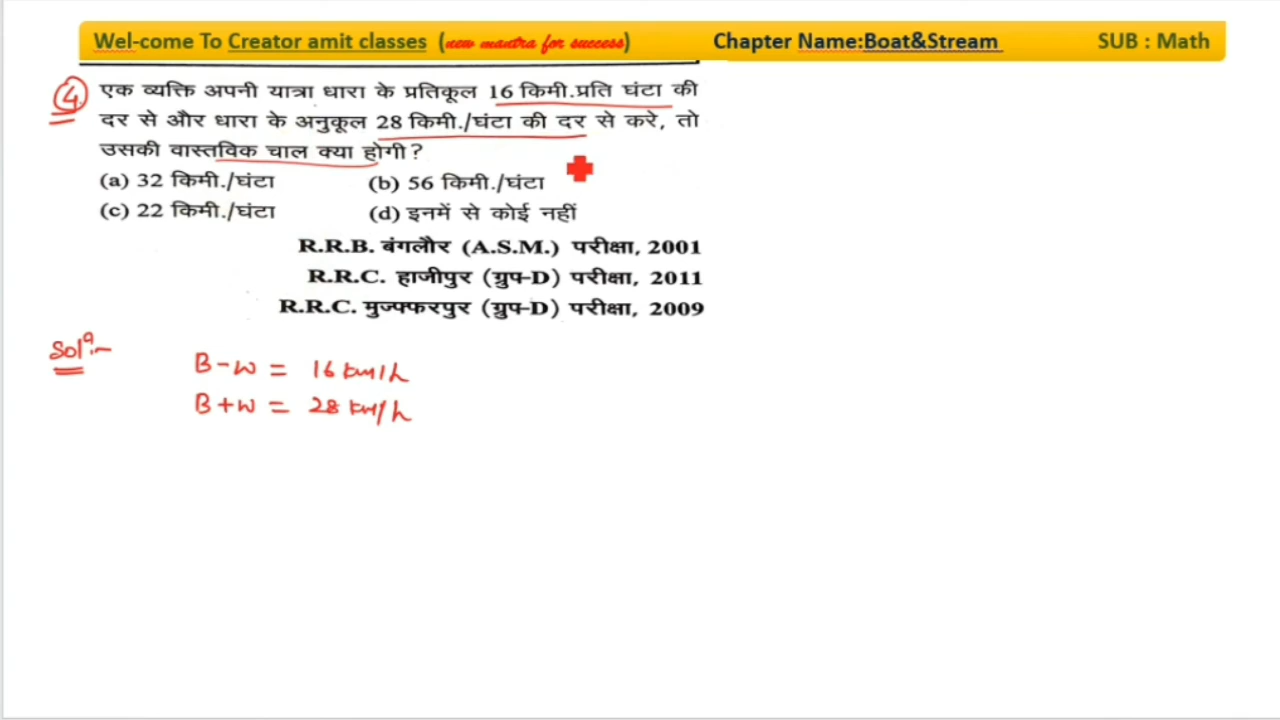 Wel-come To Creator amit classes (new mantra for success) Chapter Name:Boat&Stream SUB : Math
4 एक व्यक्ति अपनी यात्रा धारा के प्रतिकूल 16 किमी.प्रति घंटा की
दर से और धारा के अनुकूल 28 किमी./घंटा की दर से करे, तो
उसकी वास्तविक चाल क्या होगी?
(a) 32 किमी./घंटा (b) 56 किमी./घंटा
(c) 22 किमी./घंटा (d) इनमें से कोई नहीं
R.R.B. बंगलौर (A.S.M.) परीक्षा, 2001
R.R.C. हाजीपुर (ग्रुप-D) परीक्षा, 2011
R.R.C. मुज्फ्फरपुर (ग्रुप-D) परीक्षा, 2009
Solⁿ:-
B-W = 16 km/h
B+W = 28 km/h